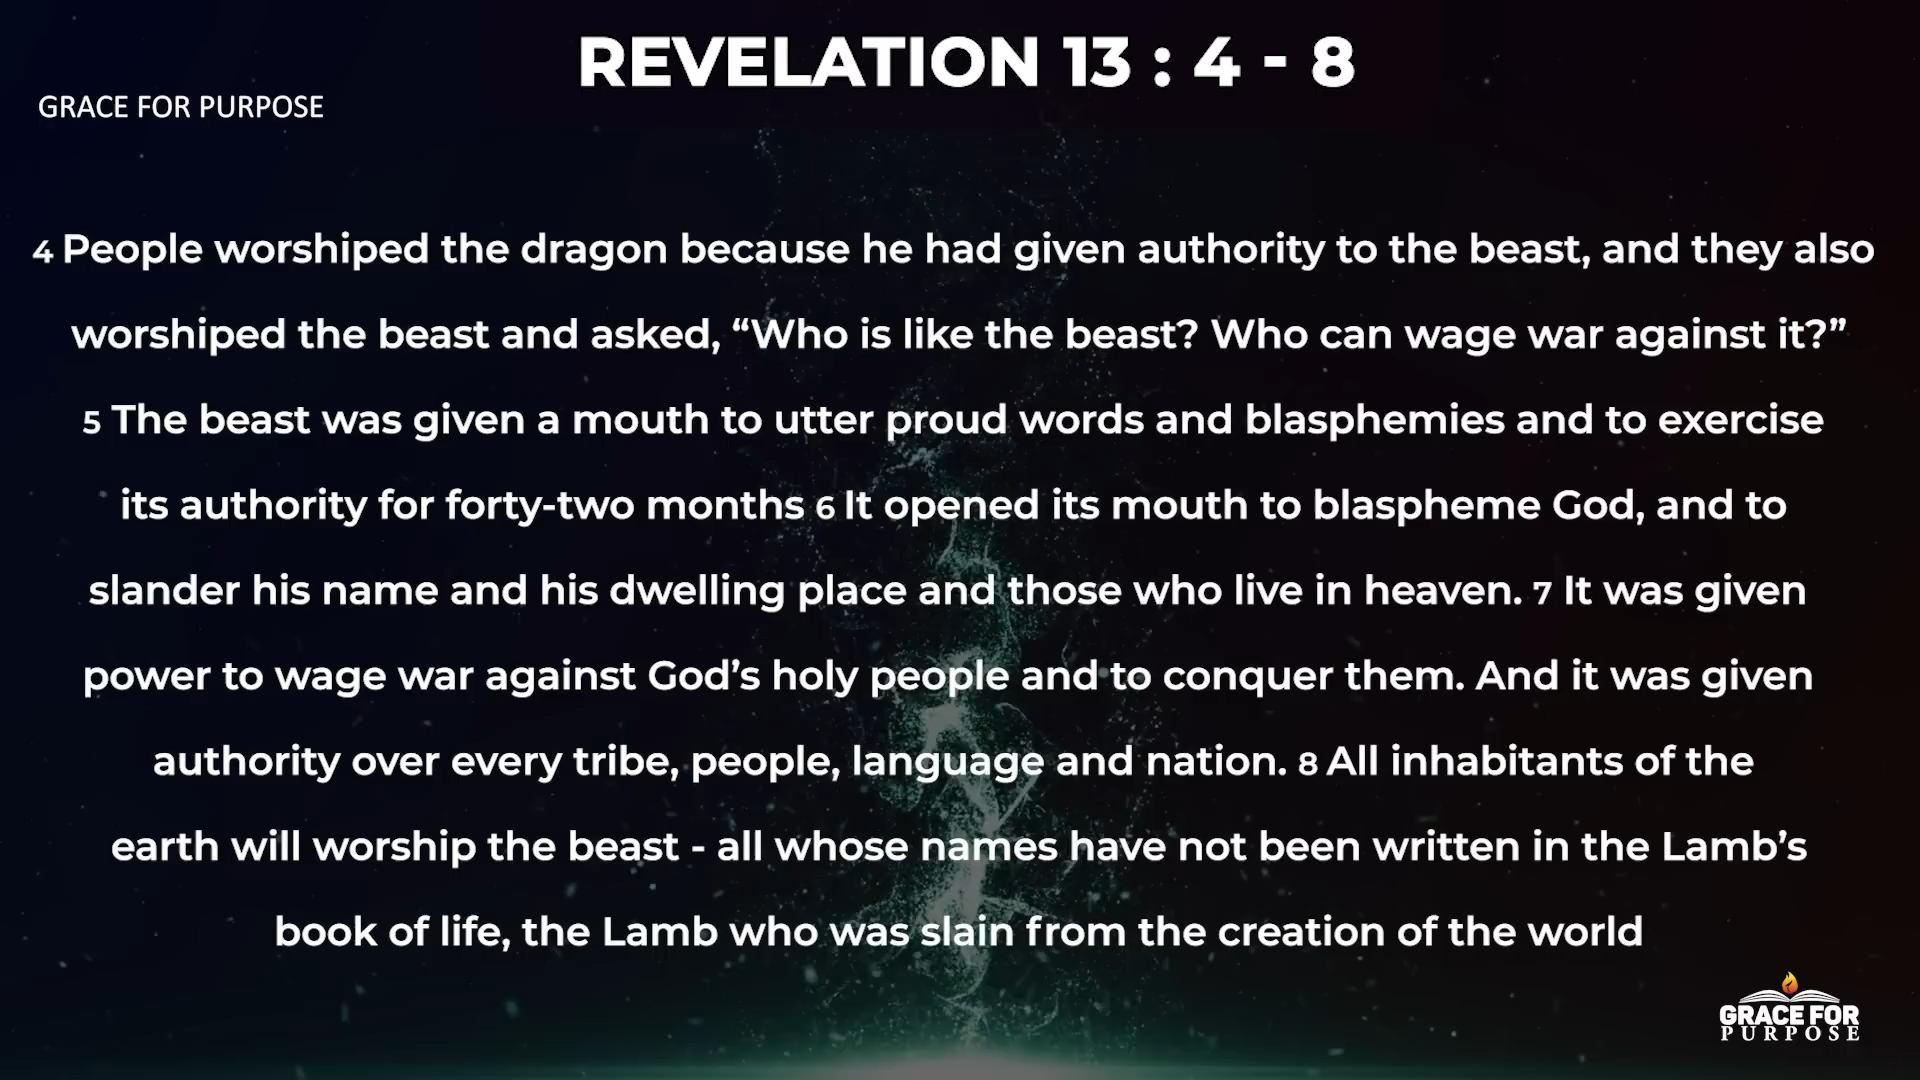 REVELATION 13 : 4 - 8
GRACE FOR PURPOSE
4 People worshiped the dragon because he had given authority to the beast, and they also
worshiped the beast and asked, “Who is like the beast? Who can wage war against it?”
5 The beast was given a mouth to utter proud words and blasphemies and to exercise
its authority for forty-two months 6 It opened its mouth to blaspheme God, and to
slander his name and his dwelling place and those who live in heaven. 7 It was given
power to wage war against God’s holy people and to conquer them. And it was given
authority over every tribe, people, language and nation. 8 All inhabitants of the
earth will worship the beast - all whose names have not been written in the Lamb’s
book of life, the Lamb who was slain from the creation of the world
GRACE FOR
PURPOSE